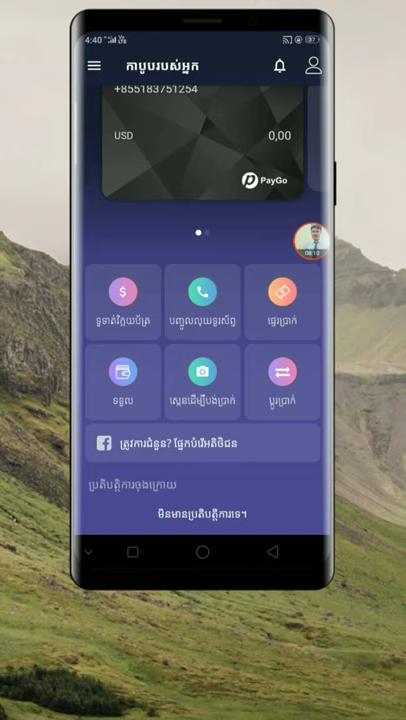 4:40
37
កាបូបរបស់អ្នក
+855183751254
USD
0,00
PayGo
08:10
ទូទាត់វិក្កយប័ត្រ
បញ្ចូលលុយទូរស័ព្ទ
ផ្ទេរប្រាក់
ទទួល
ស្កេនដើម្បីបង់ប្រាក់
ប្តូរប្រាក់
ត្រូវការជំនួន? ផ្នែកបំរើអតិថិជន
ប្រតិបត្តិការចុងក្រោយ
មិនមានប្រតិបត្តិការទេ។